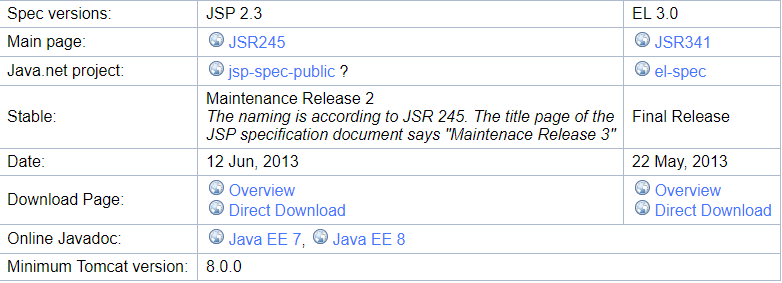 Spec versions: JSP 2.3 EL 3.0
Main page: JSR245 JSR341
Java.net project: jsp-spec-public ? el-spec
Stable: Maintenance Release 2
The naming is according to JSR 245. The title page of the
JSP specification document says "Maintenace Release 3"
Final Release
Date: 12 Jun, 2013 22 May, 2013
Download Page: Overview Overview
Direct Download Direct Download
Online Javadoc: Java EE 7, Java EE 8
Minimum Tomcat version: 8.0.0